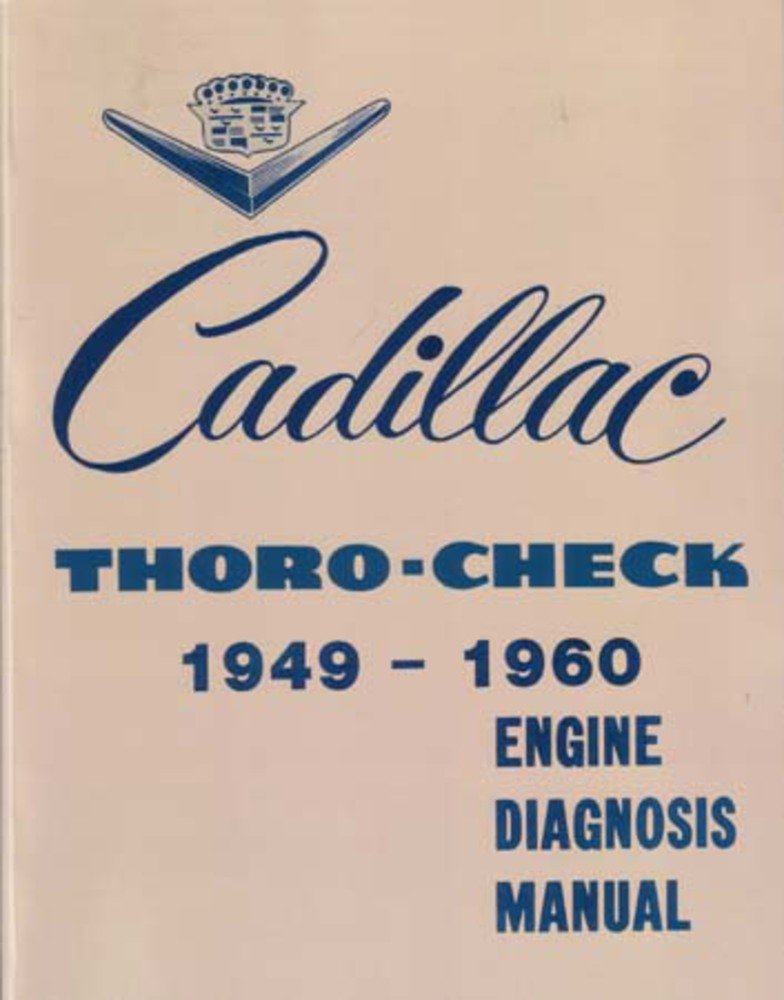 Cadillac
THORO-CHECK
1949 - 1960
ENGINE
DIAGNOSIS
MANUAL